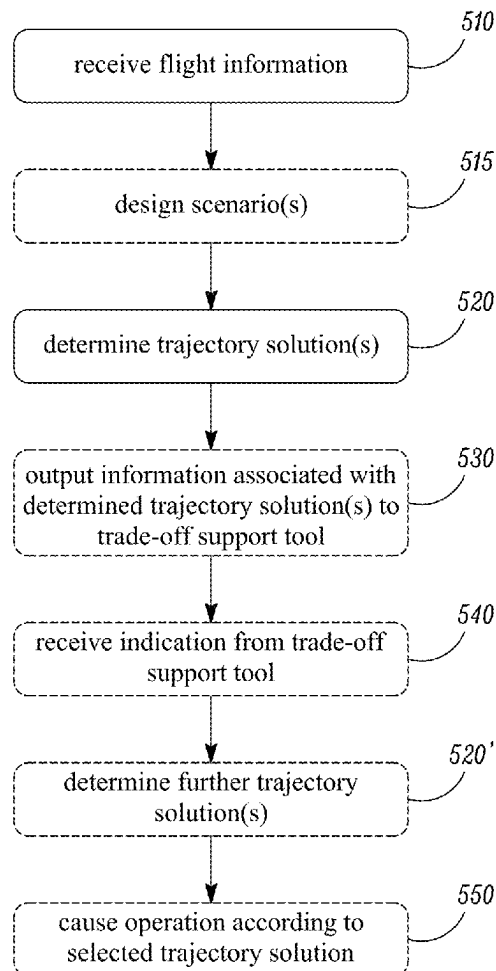 510
receive flight information
515
design scenario(s)
520
determine trajectory solution(s)
530
output information associated with
determined trajectory solution(s) to
trade-off support tool
540
receive indication from trade-off
support tool
520'
determine further trajectory
solution(s)
550
cause operation according to
selected trajectory solution